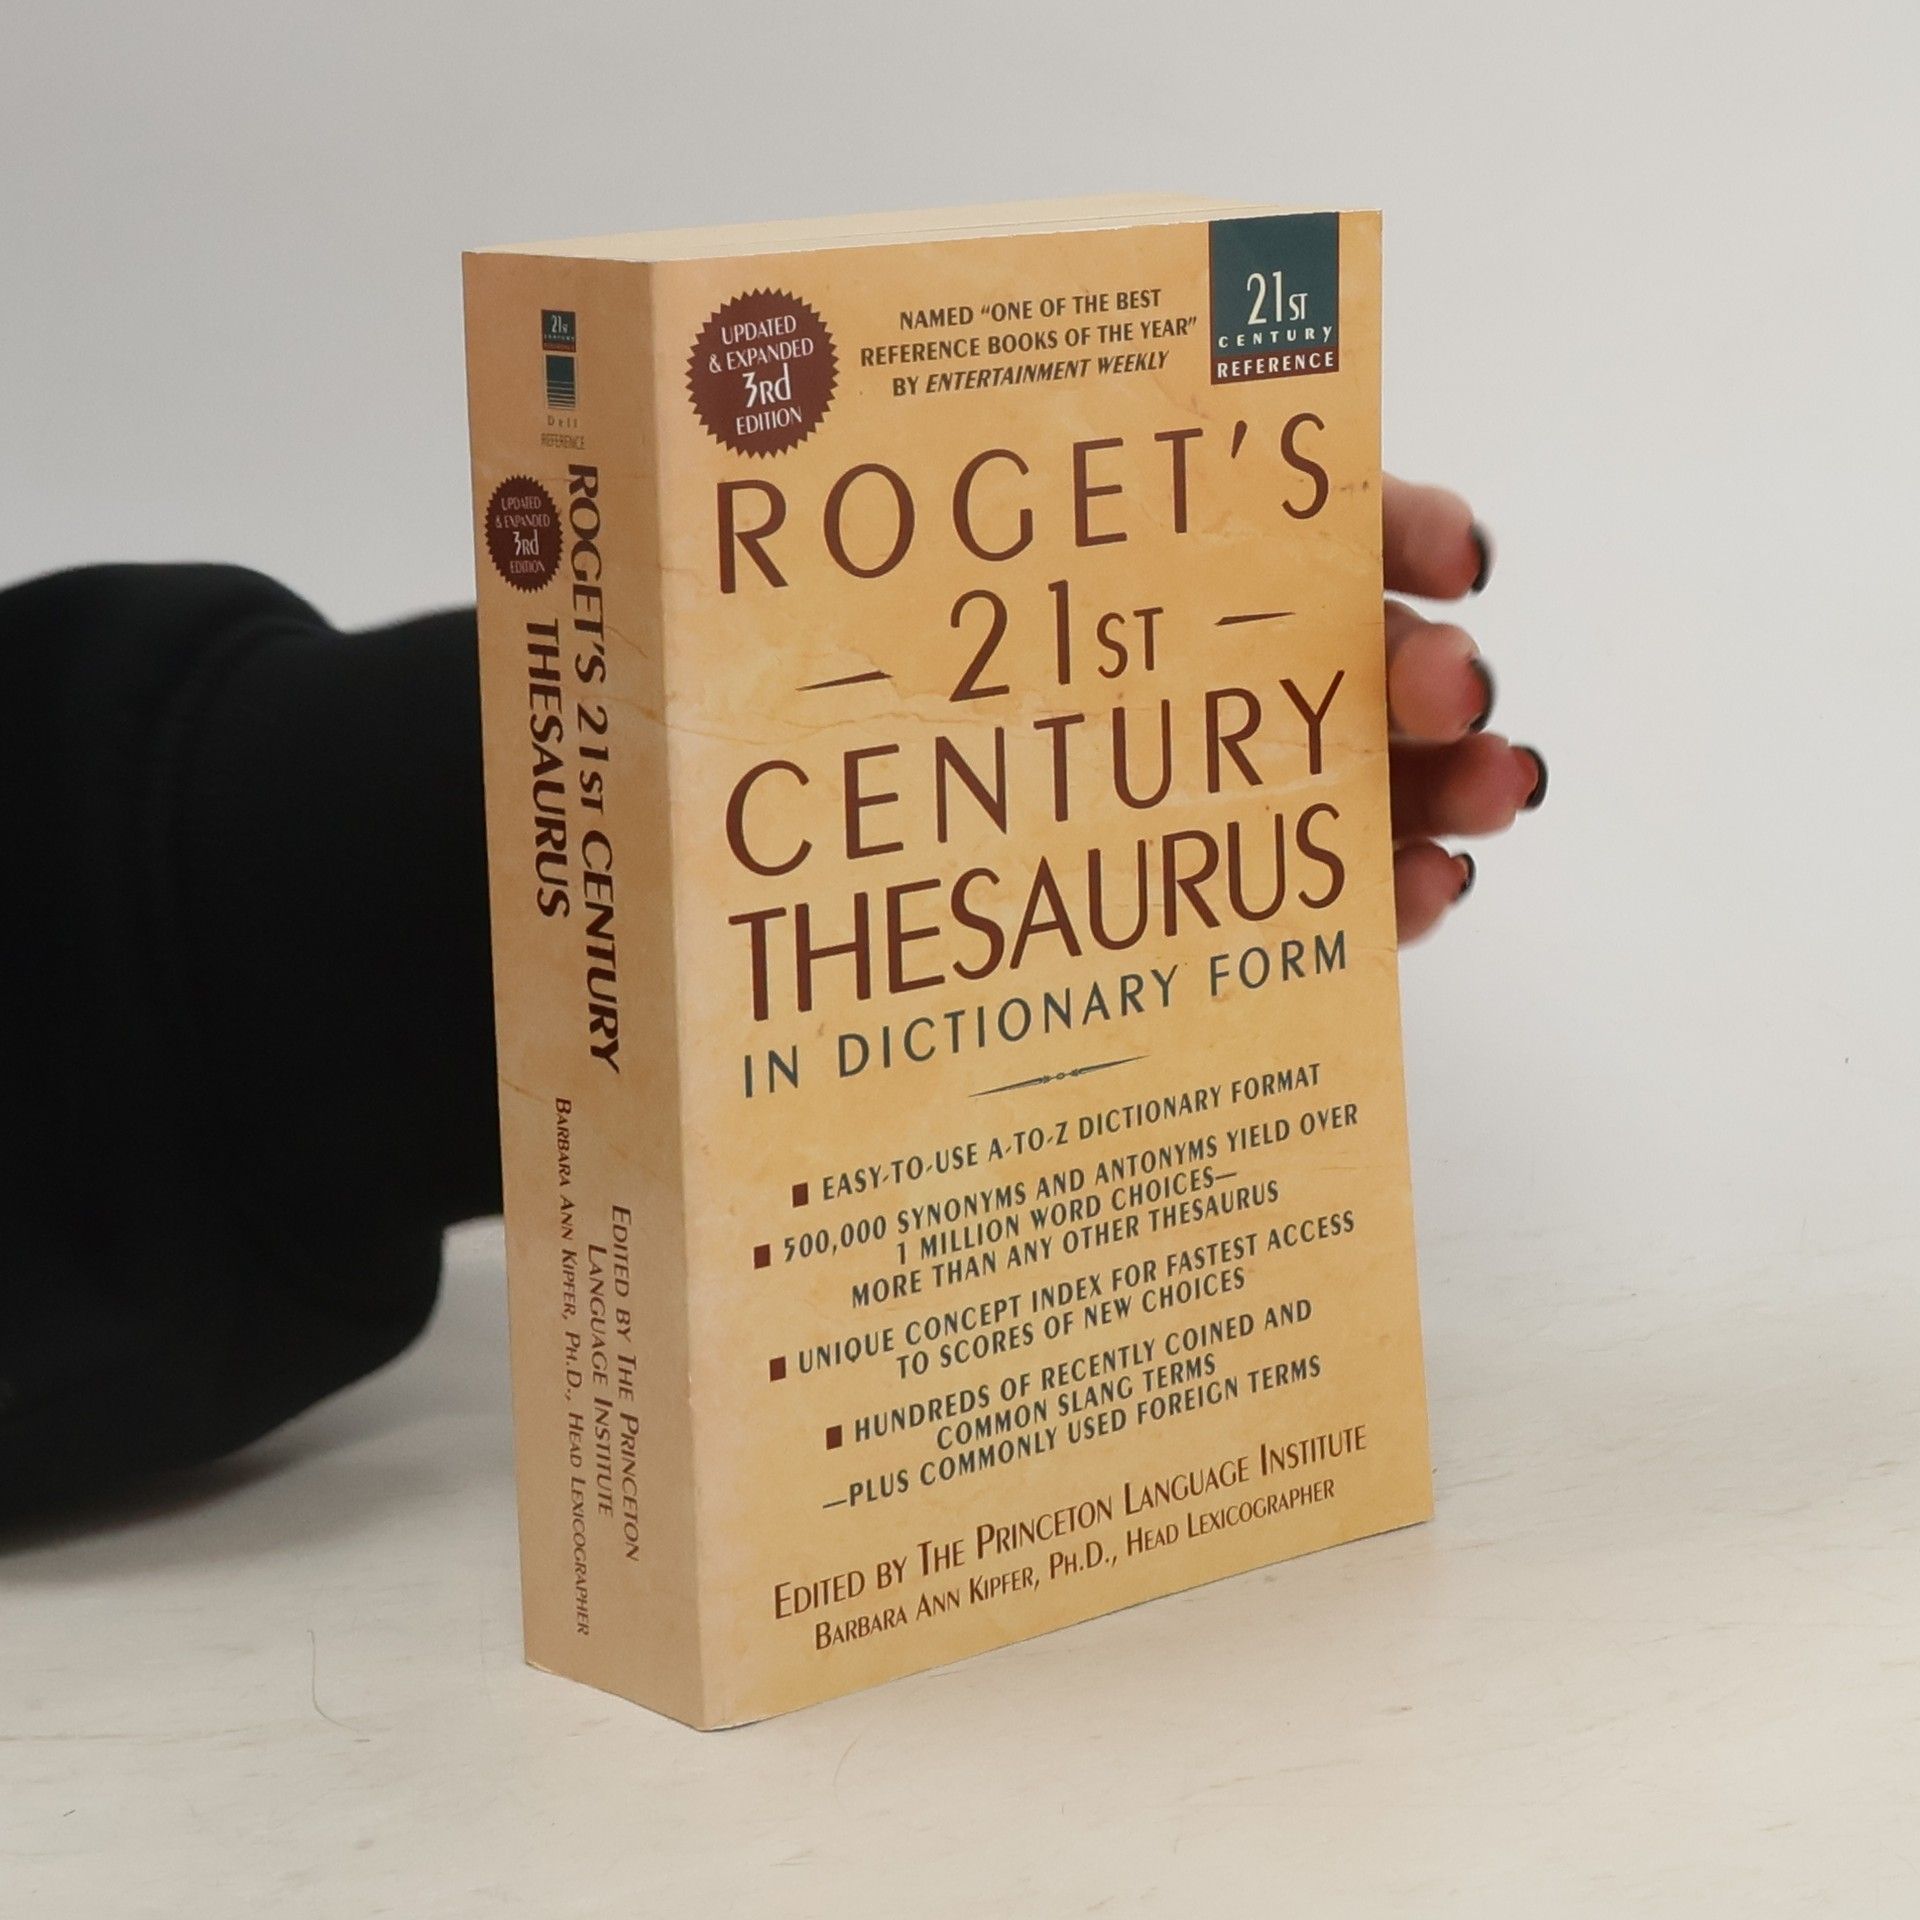 21ST
CENTURY
REFERENCE
Dell
REFERENCE
UPDATED
& EXPANDED
3Rd
EDITION
ROGET'S 21ST CENTURY
THESAURUS
EDITED BY THE PRINCETON
LANGUAGE INSTITUTE
BARBARA ANN KIPFER, PH.D., HEAD LEXICOGRAPHER
UPDATED
& EXPANDED
3Rd
EDITION
NAMED “ONE OF THE BEST
REFERENCE BOOKS OF THE YEAR”
BY ENTERTAINMENT WEEKLY
21ST
CENTURY
REFERENCE
ROGET'S
— 21ST —
CENTURY
THESAURUS
IN DICTIONARY FORM
■ EASY-TO-USE A-TO-Z DICTIONARY FORMAT
■ 500,000 SYNONYMS AND ANTONYMS YIELD OVER
1 MILLION WORD CHOICES—
MORE THAN ANY OTHER THESAURUS
■ UNIQUE CONCEPT INDEX FOR FASTEST ACCESS
TO SCORES OF NEW CHOICES
■ HUNDREDS OF RECENTLY COINED AND
COMMON SLANG TERMS
—PLUS COMMONLY USED FOREIGN TERMS
EDITED BY THE PRINCETON LANGUAGE INSTITUTE
BARBARA ANN KIPFER, PH.D., HEAD LEXICOGRAPHER